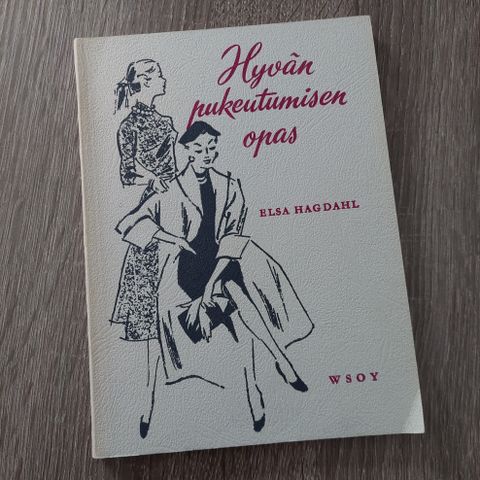 Hyvän
pukeutumisen
opas
ELSA HAGDAHL
WSOY